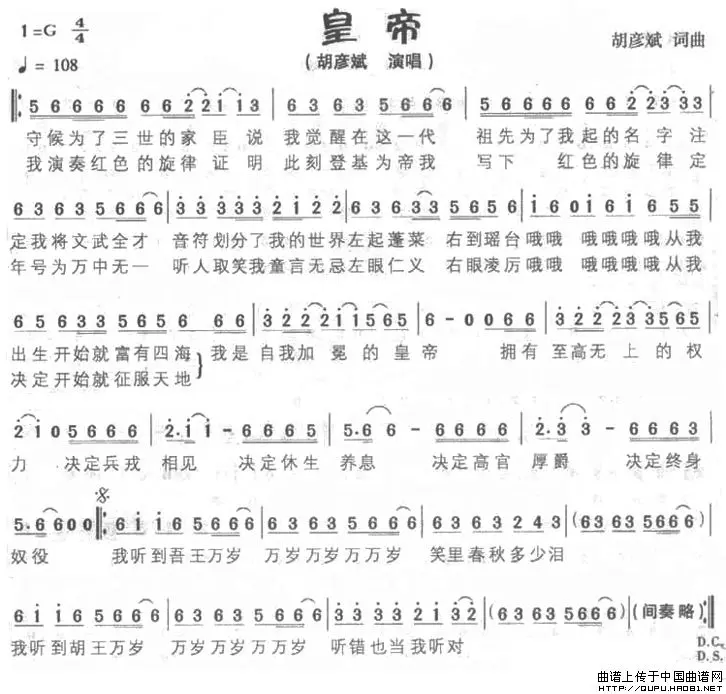 皇帝
1=G 4/4
♩=108
(胡彦斌 演唱)
胡彦斌 词曲
5 6 6 6 6 6 6 2 2 1 1 3 | 6 3 6 3 5 6 6 6 | 5 6 6 6 6 6 6 2 2 3 3 3
守候为了三世的家臣说 我觉醒在这一代 祖先为了我起的名字注
我演奏红色的旋律证明 此刻登基为帝我 写下 红色的旋律定
6 3 6 3 5 6 6 6 | 3 3 3 3 3 3 2 1 2 2 | 6 3 6 3 3 5 6 5 6 | 1 6 0 1 6 1 6 5 5
定我将文武全才 音符划分了我的世界左起蓬莱 右到瑶台哦哦 哦哦哦哦从我
年号为万中无一 听人取笑我童言无忌左眼仁义 右眼凌厉哦哦 哦哦哦哦从我
6 5 6 3 3 5 6 5 6 6 6 | 3 2 2 2 1 1 5 6 5 | 6 - 0 0 6 6 | 3 2 2 2 3 3 5 6 5
出生开始就富有四海 我是自我加冕的皇帝 拥有至高无上的权
决定开始就征服天地
2 1 0 5 6 6 6 | 2. 1 1 - 6 6 6 5 | 5. 6 6 - 6 6 6 6 | 2. 3 3 - 6 6 6 3
力 决定兵戎 相见 决定休生 养息 决定高官 厚爵 决定终身
5. 6 6 0 0 | 6 1 1 6 5 6 6 6 | 6 3 6 3 5 6 6 6 | 6 3 6 3 2 4 3 | (6 3 6 3 5 6 6 6
奴役 我听到吾王万岁 万岁万岁万万岁 笑里春秋多少泪
6 1 1 6 5 6 6 6 | 6 3 6 3 5 6 6 6 | 3 3 3 3 2 1 3 2 | (6 3 6 3 5 6 6 6 | (间奏略)
我听到胡王万岁 万岁万岁万万岁 听错也当我听对
D.C.
D.S.
曲谱上传于中国曲谱网
HTTP://QUPU.HAO81.NET